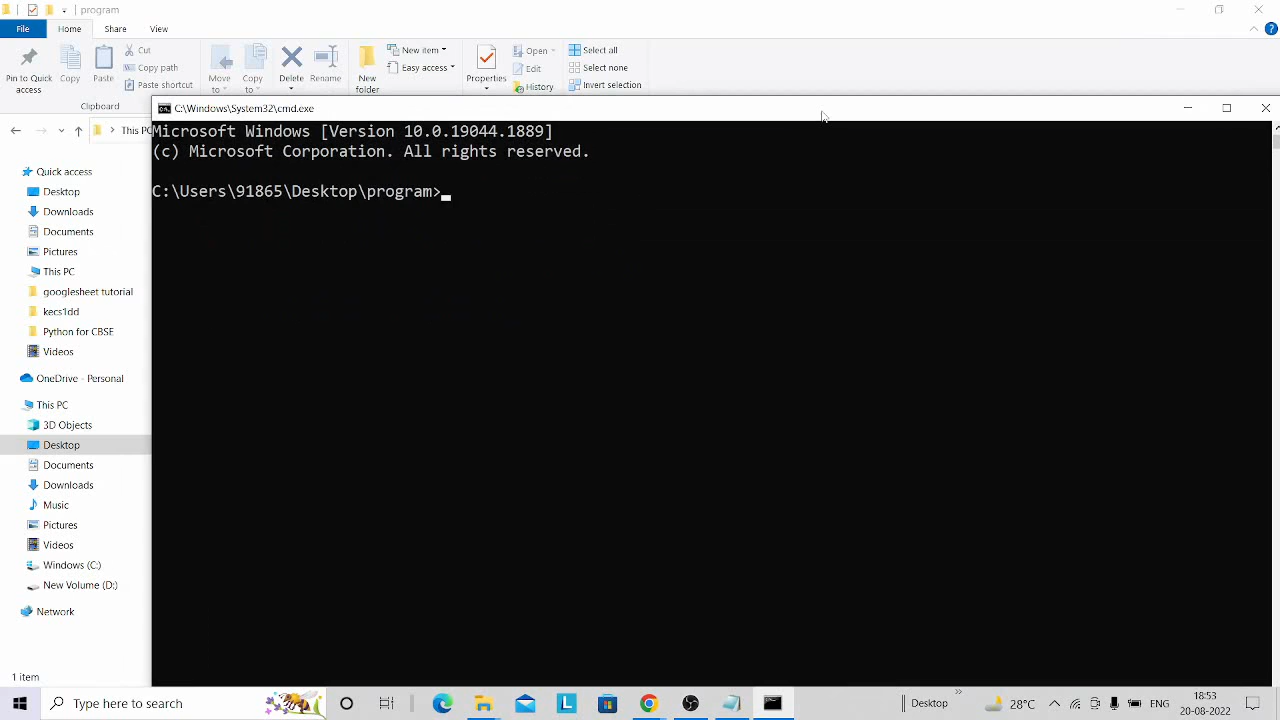 program
File
Home
Share
View
Pin to Quick access
Copy
Paste
Cut
Copy path
Paste shortcut
Clipboard
Move to
Copy to
Delete
Rename
New folder
New item
Easy access
Properties
Open
Edit
History
Select all
Select none
Invert selection
This PC
C:\Windows\System32\cmd.exe
Microsoft Windows [Version 10.0.19044.1889]
(c) Microsoft Corporation. All rights reserved.
C:\Users\91865\Desktop\program>
Quick access
Desktop
Downloads
Documents
Pictures
This PC
googlesheet tutorial
kecs1dd
Python for CBSE
Videos
OneDrive - Personal
This PC
3D Objects
Desktop
Documents
Downloads
Music
Pictures
Videos
Windows (C:)
New Volume (D:)
Network
1 item
Type here to search
L
Desktop
28°C
ENG
18:53
20-08-2022